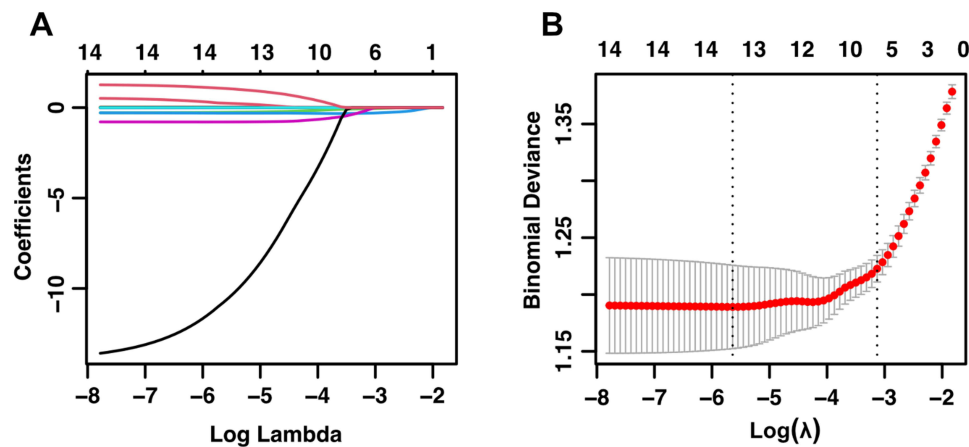 A
14 14 14 13 10 6 1
Coefficients
0
−5
−10
−8 −7 −6 −5 −4 −3 −2
Log Lambda
B
14 14 14 13 12 10 5 3 0
Binomial Deviance
1.35
1.25
1.15
−8 −7 −6 −5 −4 −3 −2
Log(λ)